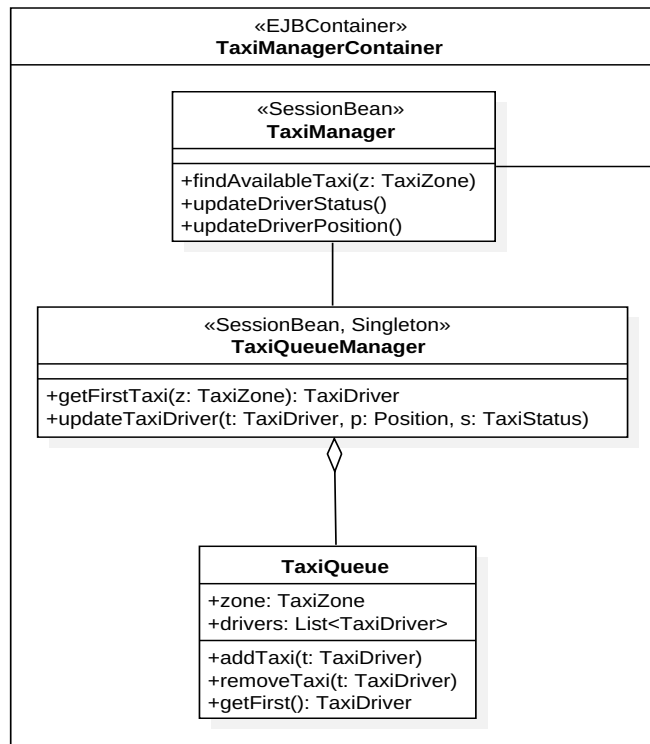 «EJBContainer»
TaxiManagerContainer
«SessionBean»
TaxiManager
+findAvailableTaxi(z: TaxiZone)
+updateDriverStatus()
+updateDriverPosition()
«SessionBean, Singleton»
TaxiQueueManager
+getFirstTaxi(z: TaxiZone): TaxiDriver
+updateTaxiDriver(t: TaxiDriver, p: Position, s: TaxiStatus)
TaxiQueue
+zone: TaxiZone
+drivers: List<TaxiDriver>
+addTaxi(t: TaxiDriver)
+removeTaxi(t: TaxiDriver)
+getFirst(): TaxiDriver